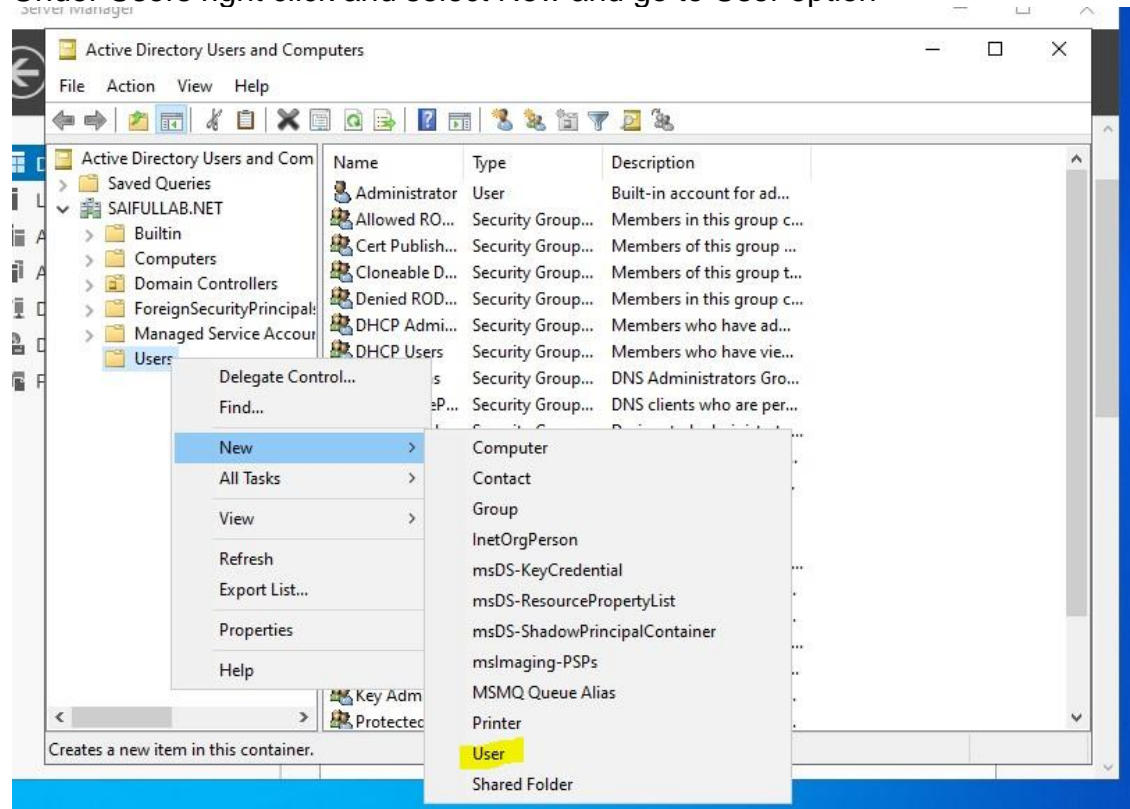 Under Users right click and select New and go to User option
Server Manager
Active Directory Users and Computers
File Action View Help
Active Directory Users and Com
Saved Queries
SAIFULLAB.NET
Builtin
Computers
Domain Controllers
ForeignSecurityPrincipals
Managed Service Accour
Users
Name Type Description
Administrator User Built-in account for ad...
Allowed RO... Security Group... Members in this group c...
Cert Publish... Security Group... Members of this group ...
Cloneable D... Security Group... Members of this group t...
Denied ROD... Security Group... Members in this group c...
DHCP Admi... Security Group... Members who have ad...
DHCP Users Security Group... Members who have vie...
s Security Group... DNS Administrators Gro...
eP... Security Group... DNS clients who are per...
Key Adm
Protected
Delegate Control...
Find...
New
All Tasks
View
Refresh
Export List...
Properties
Help
Computer
Contact
Group
InetOrgPerson
msDS-KeyCredential
msDS-ResourcePropertyList
msDS-ShadowPrincipalContainer
msImaging-PSPs
MSMQ Queue Alias
Printer
User
Shared Folder
Creates a new item in this container.